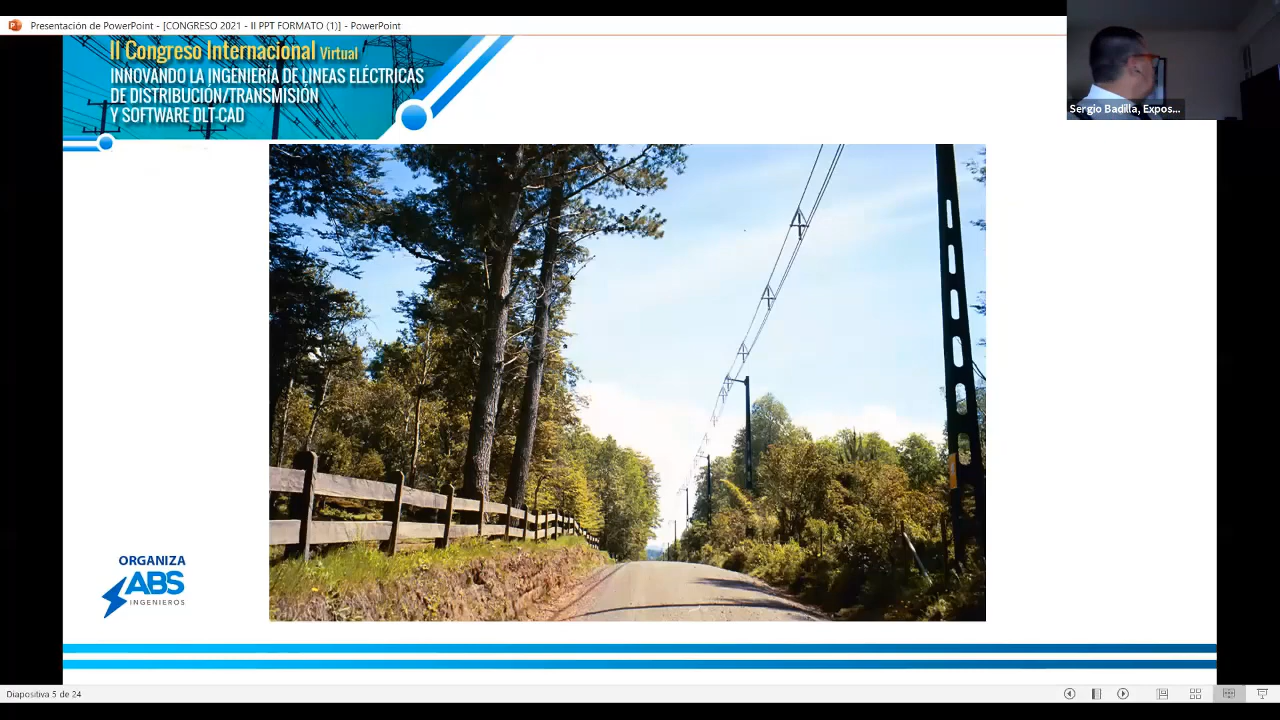 Presentación de PowerPoint - [CONGRESO 2021 - II PPT FORMATO (1)] - PowerPoint
II Congreso Internacional Virtual
INNOVANDO LA INGENIERÍA DE LINEAS ELÉCTRICAS
DE DISTRIBUCIÓN/TRANSMISIÓN
Y SOFTWARE DLT-CAD
Sergio Badilla, Expos...
ORGANIZA
ABS
INGENIEROS
Diapositiva 5 de 24